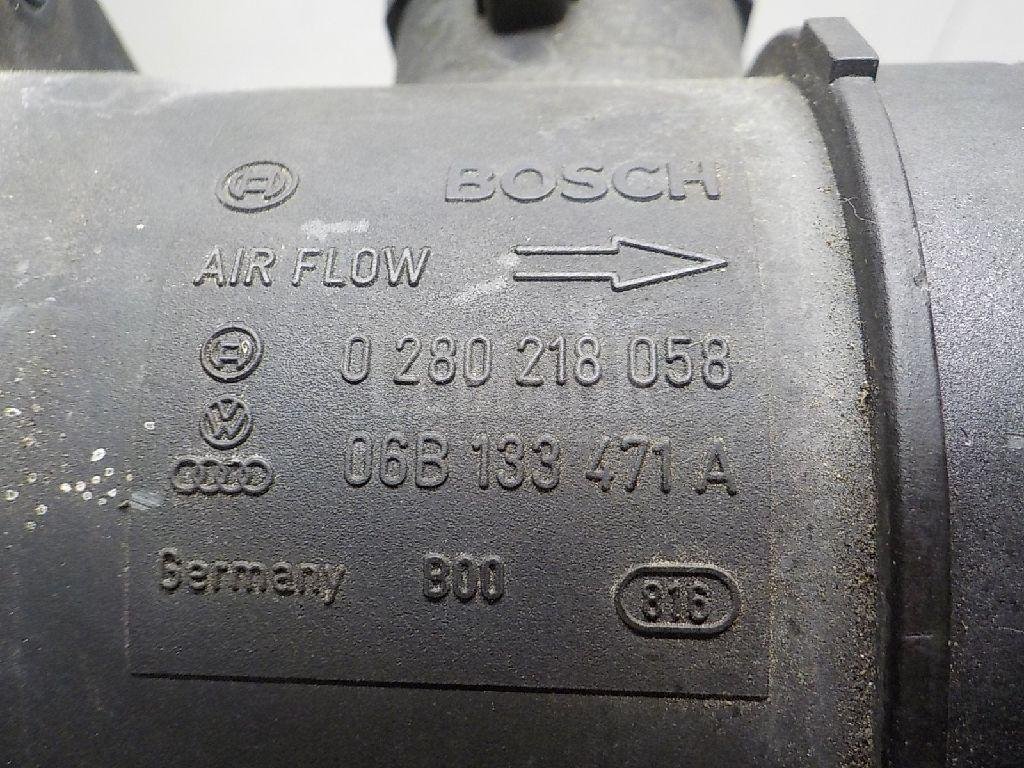 BOSCH
AIR FLOW
0 280 218 058
06B 133 471 A
Germany B00 816